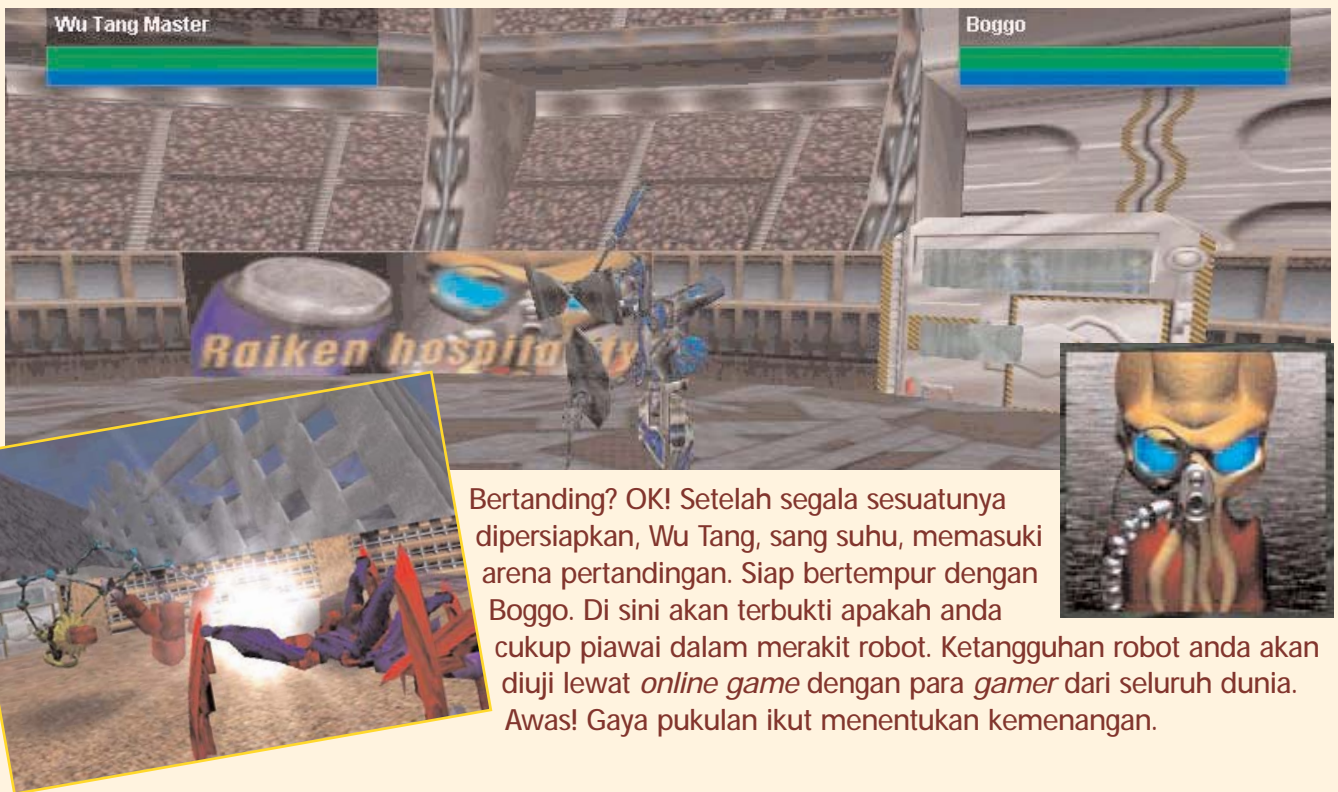 Wu Tang Master
Boggo
Raiken hospitality
Bertanding? OK! Setelah segala sesuatunya
dipersiapkan, Wu Tang, sang suhu, memasuki
arena pertandingan. Siap bertempur dengan
Boggo. Di sini akan terbukti apakah anda
cukup piawai dalam merakit robot. Ketangguhan robot anda akan
diuji lewat online game dengan para gamer dari seluruh dunia.
Awas! Gaya pukulan ikut menentukan kemenangan.